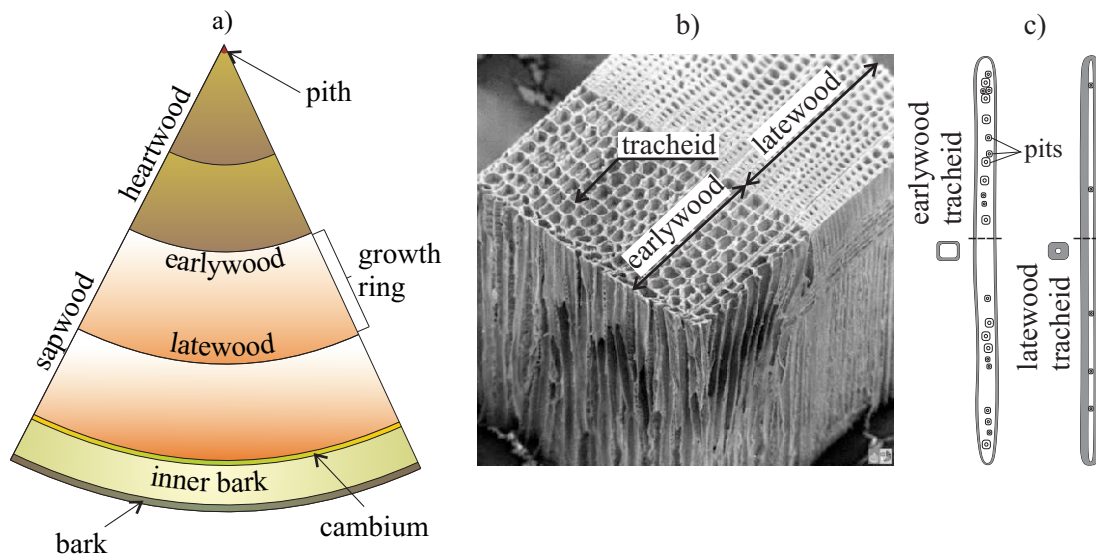 a)
pith
heartwood
earlywood
growth
ring
sapwood
latewood
inner bark
cambium
bark
b)
tracheid
latewood
earlywood
c)
earlywood
tracheid
pits
latewood
tracheid